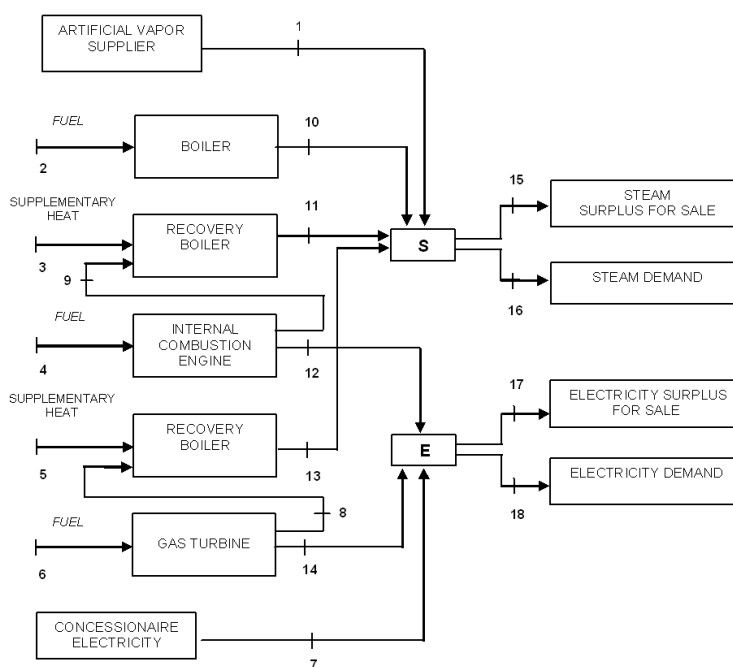 1
ARTIFICIAL VAPOR
SUPPLIER
FUEL
10
BOILER
2
15
STEAM
SURPLUS FOR SALE
SUPPLEMENTARY
HEAT
11
RECOVERY
BOILER
S
3
9
STEAM DEMAND
16
FUEL
INTERNAL
COMBUSTION
ENGINE
4
12
17
SUPPLEMENTARY
HEAT
ELECTRICITY SURPLUS
FOR SALE
RECOVERY
BOILER
E
5
13
ELECTRICITY DEMAND
8
18
FUEL
GAS TURBINE
6
14
CONCESSIONAIRE
ELECTRICITY
7